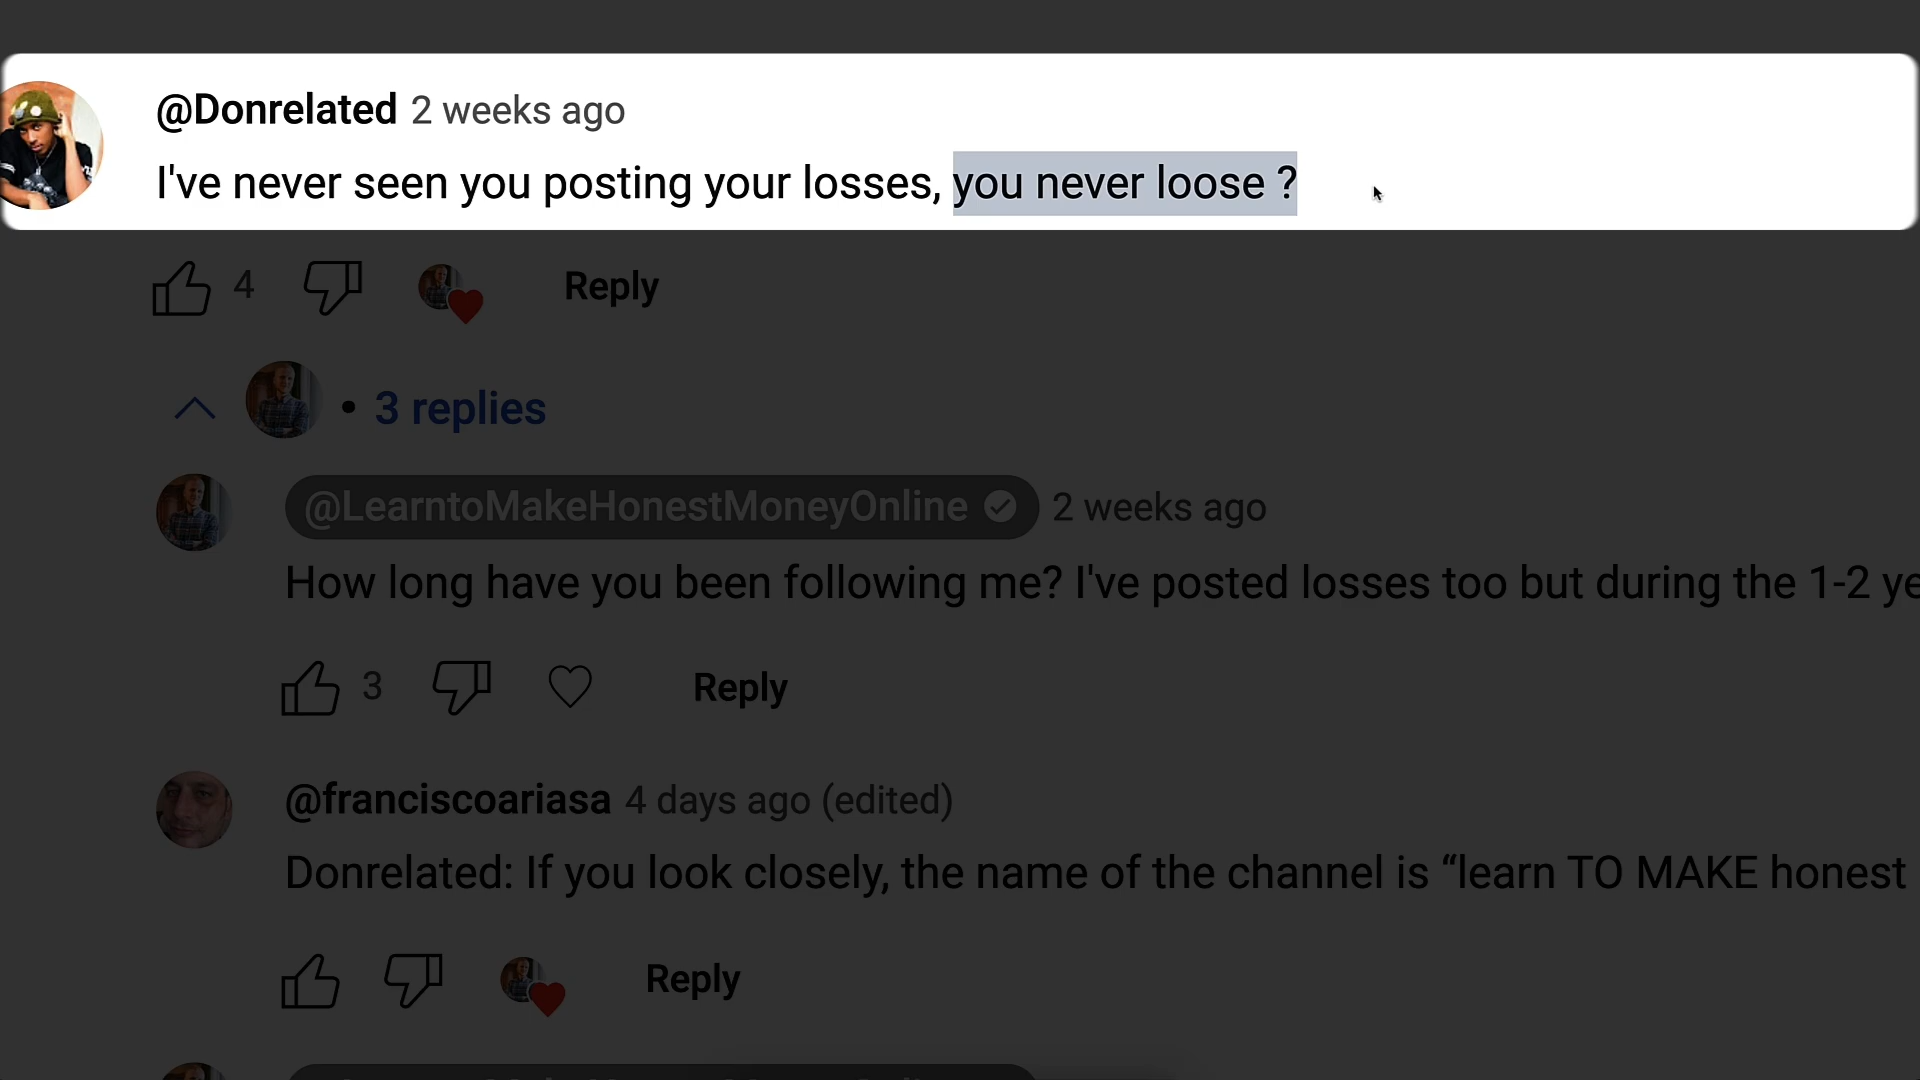 @Donrelated 2 weeks ago
I've never seen you posting your losses, you never loose ?
4 Reply
• 3 replies
@LearntoMakeHonestMoneyOnline 2 weeks ago
How long have you been following me? I've posted losses too but during the 1-2 ye
3 Reply
@franciscoariasa 4 days ago (edited)
Donrelated: If you look closely, the name of the channel is “learn TO MAKE honest
Reply